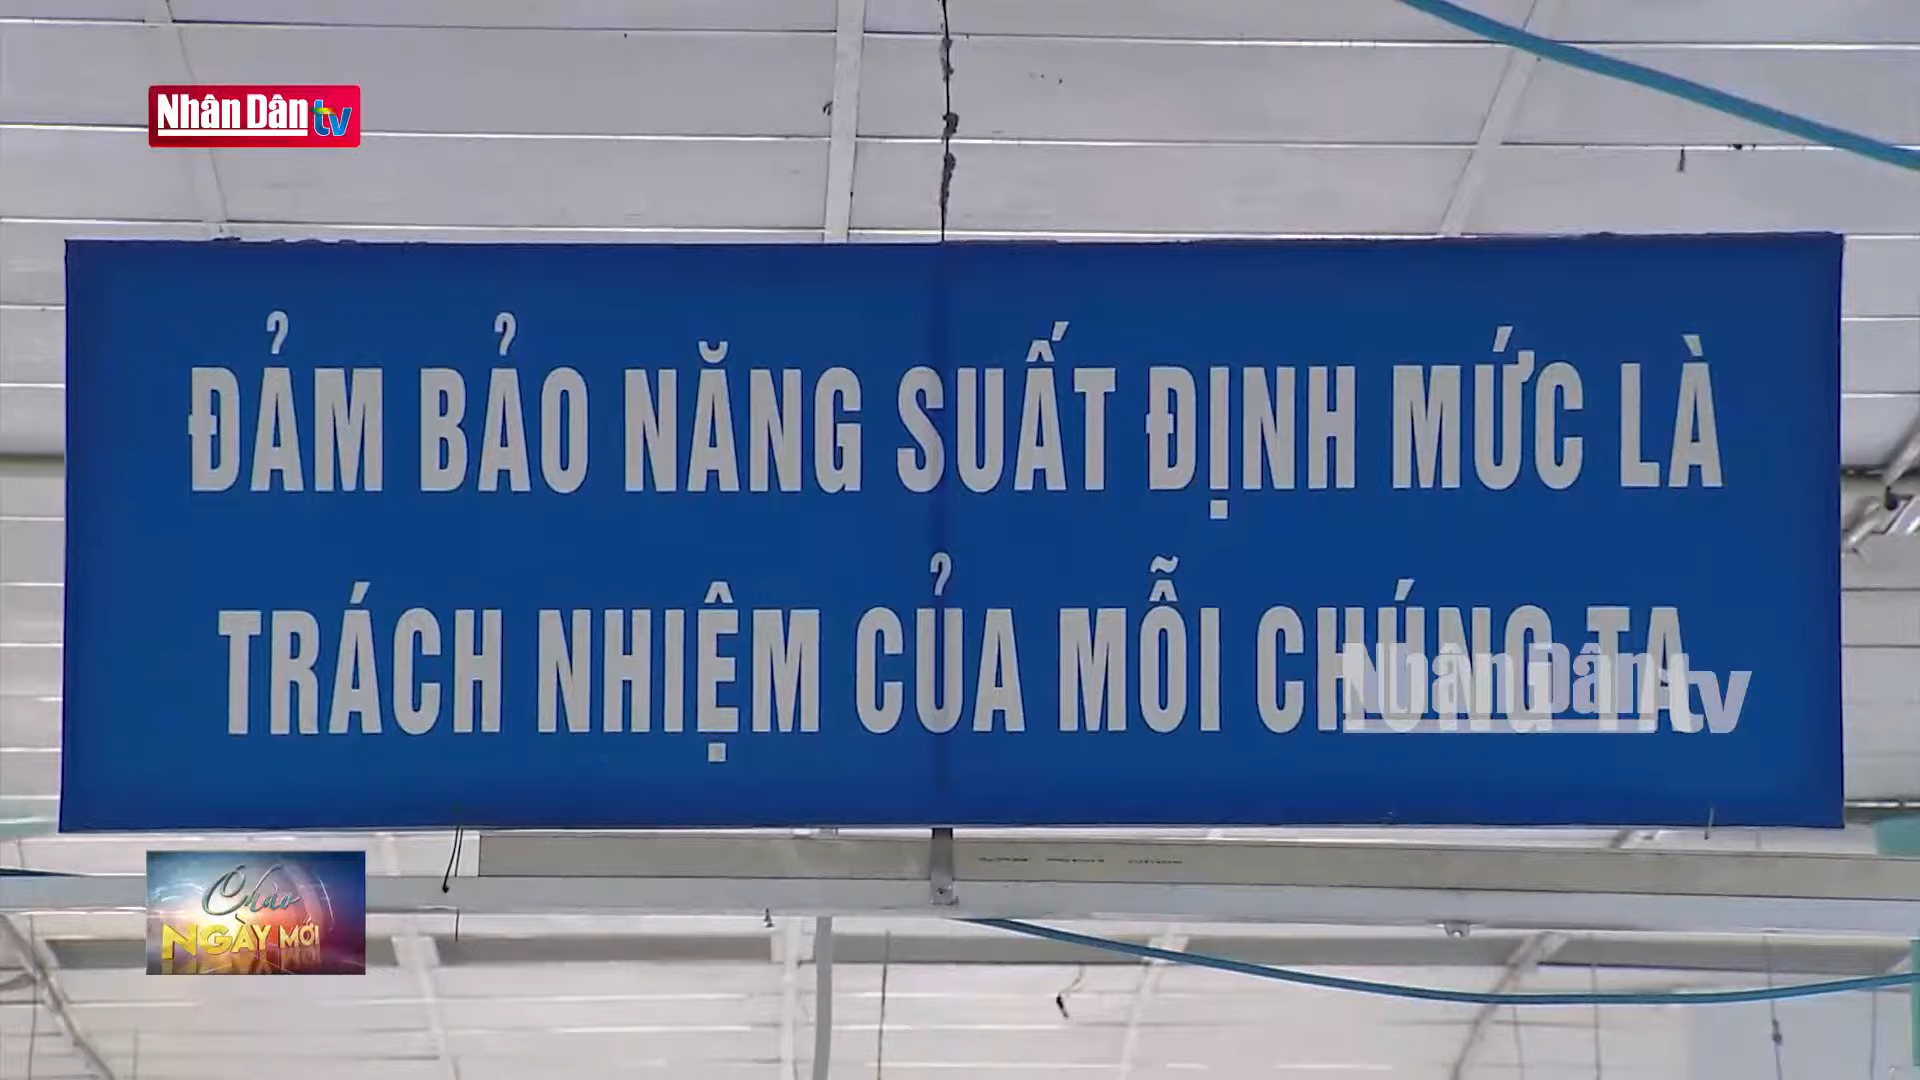 Nhân Dân tv
ĐẢM BẢO NĂNG SUẤT ĐỊNH MỨC LÀ
TRÁCH NHIỆM CỦA MỖI CHÚNG TA
Nhân Dân tv
Chào
NGÀY MỚI